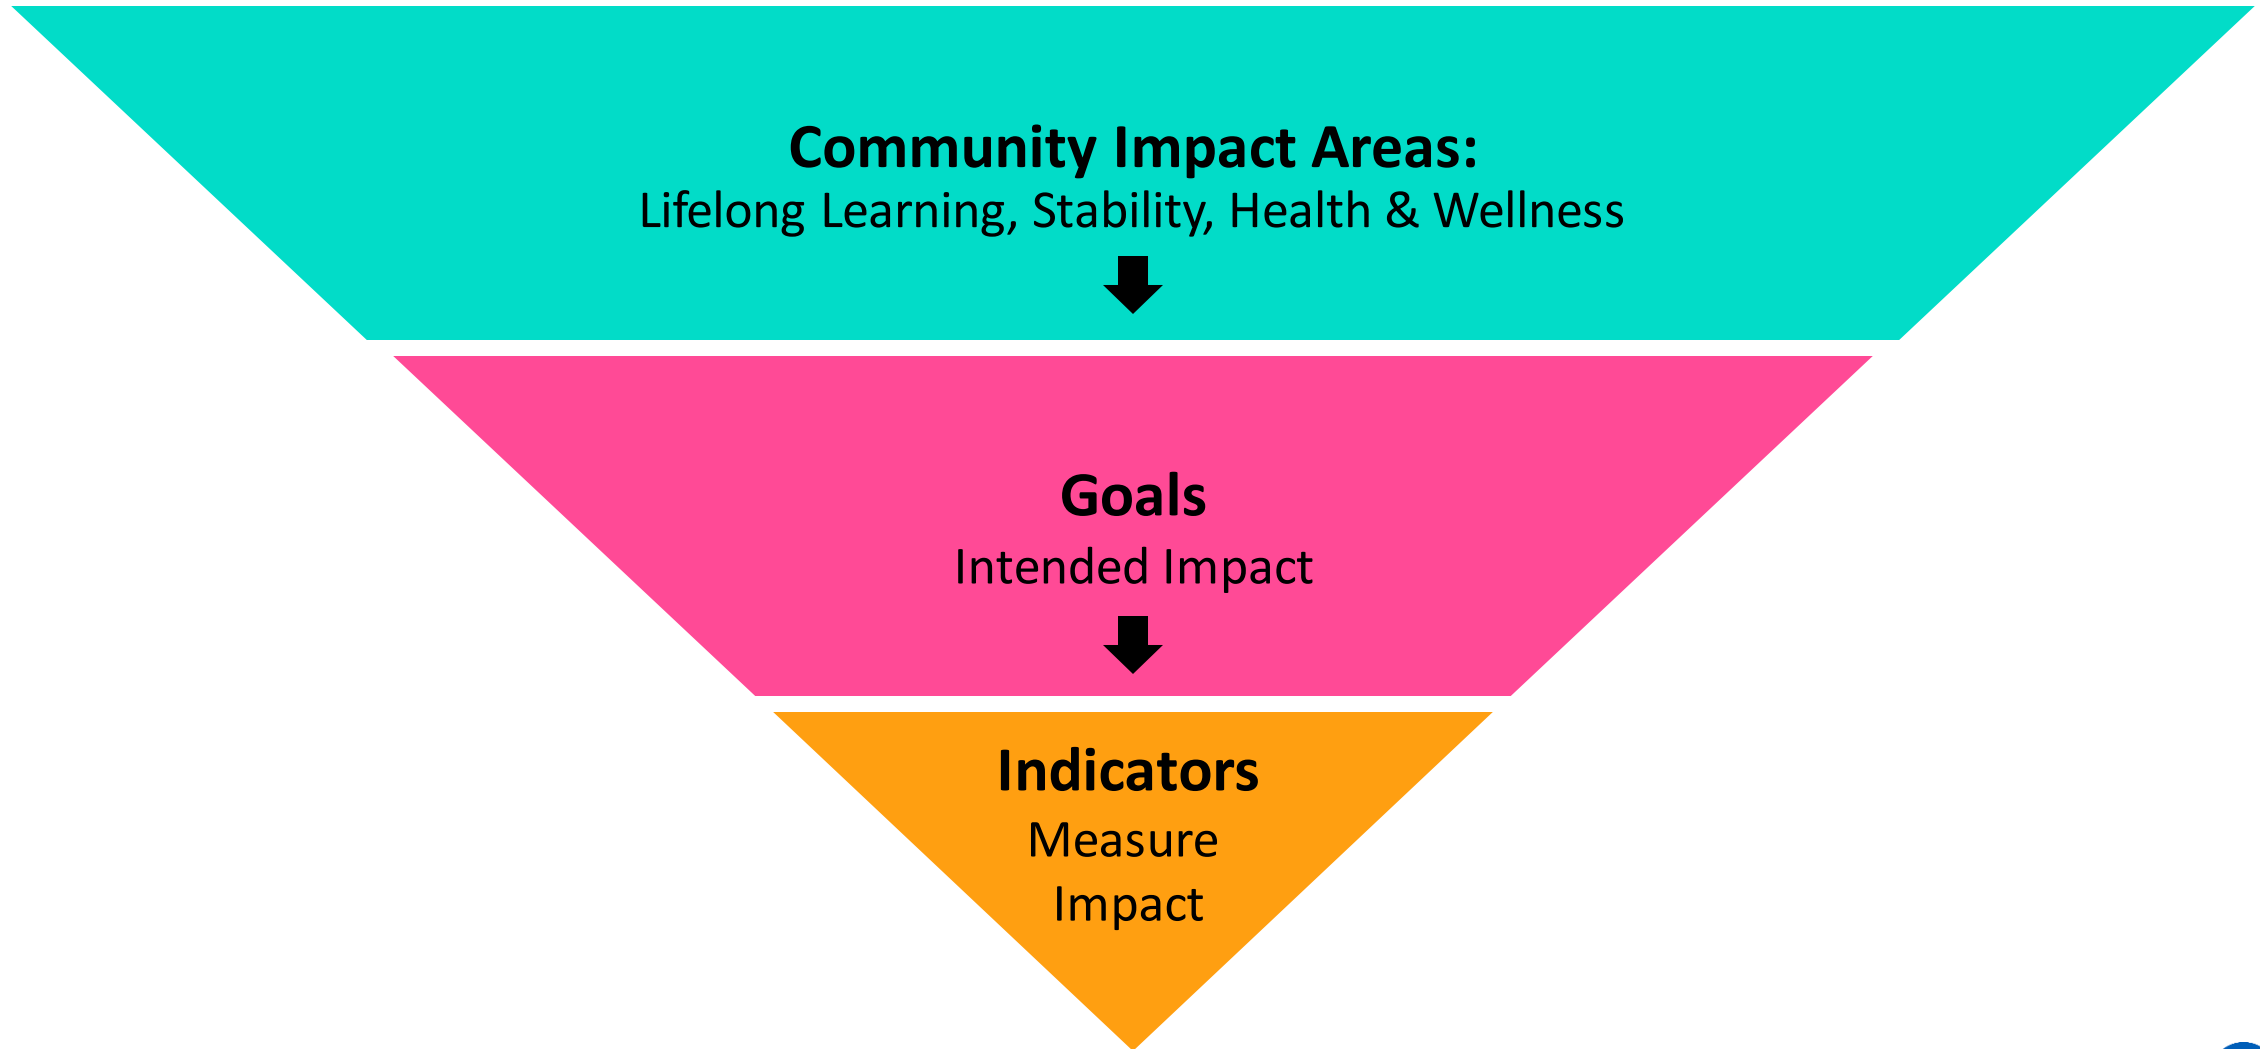 Community Impact Areas:
Lifelong Learning, Stability, Health & Wellness
Goals
Intended Impact
Indicators
Measure
Impact